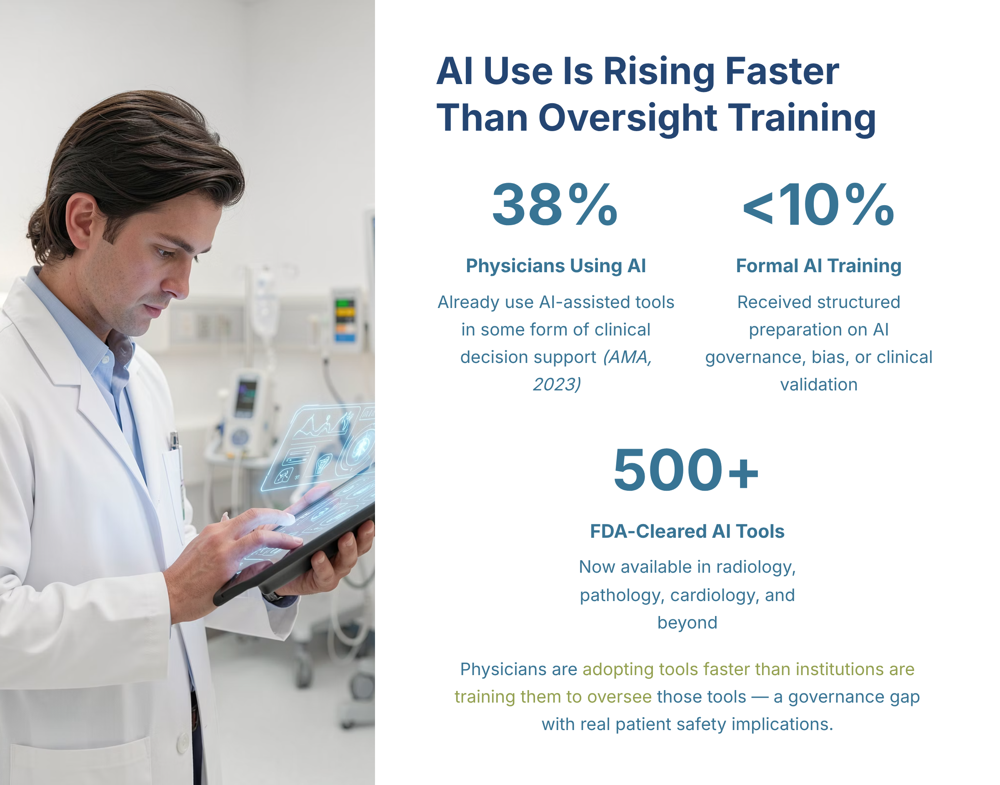 AI Use Is Rising Faster
Than Oversight Training
38%
Physicians Using AI
Already use AI-assisted tools
in some form of clinical
decision support (AMA,
2023)
<10%
Formal AI Training
Received structured
preparation on AI
governance, bias, or clinical
validation
500+
FDA-Cleared AI Tools
Now available in radiology,
pathology, cardiology, and
beyond
Physicians are adopting tools faster than institutions are
training them to oversee those tools — a governance gap
with real patient safety implications.